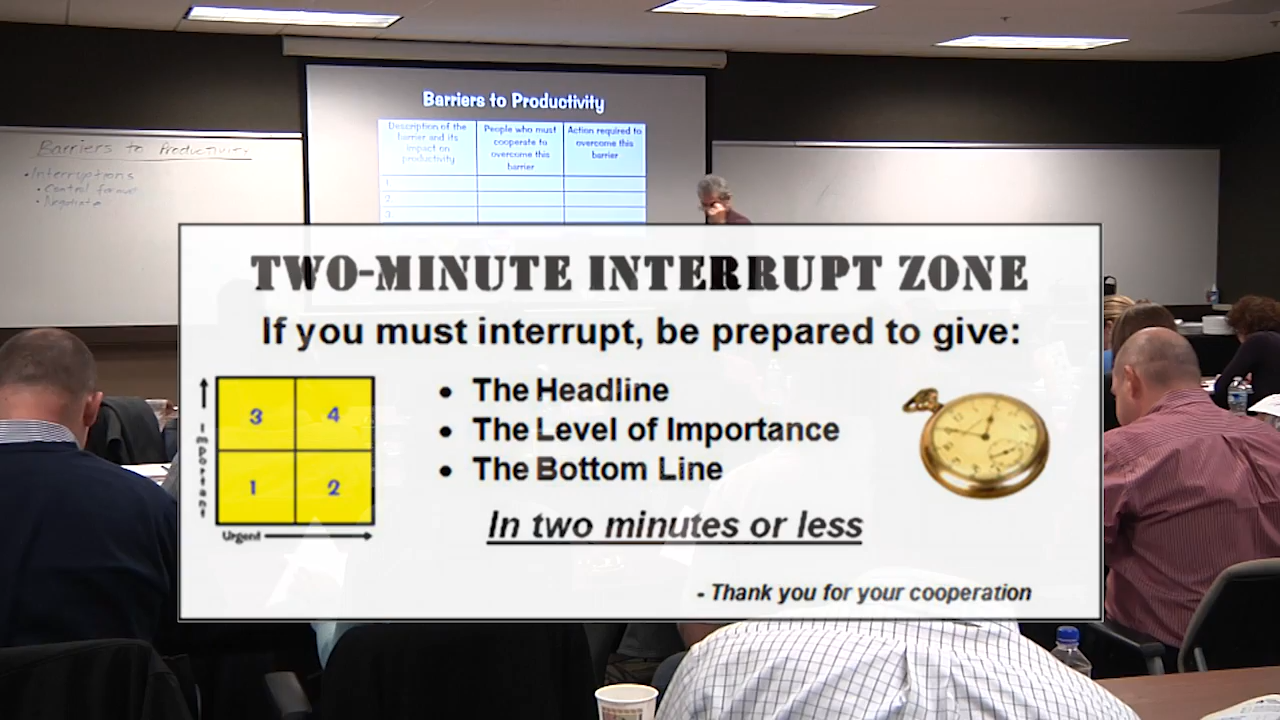 Barriers to Productivity
Description of the barrier and its impact on productivity
People who must cooperate to overcome this barrier
Action required to overcome this barrier
1.
2.
3.
Barriers to Productivity
• Interruptions
• Control format
• Negotiate
TWO-MINUTE INTERRUPT ZONE
If you must interrupt, be prepared to give:
• The Headline
• The Level of Importance
• The Bottom Line
In two minutes or less
- Thank you for your cooperation
Important
3 4
1 2
Urgent